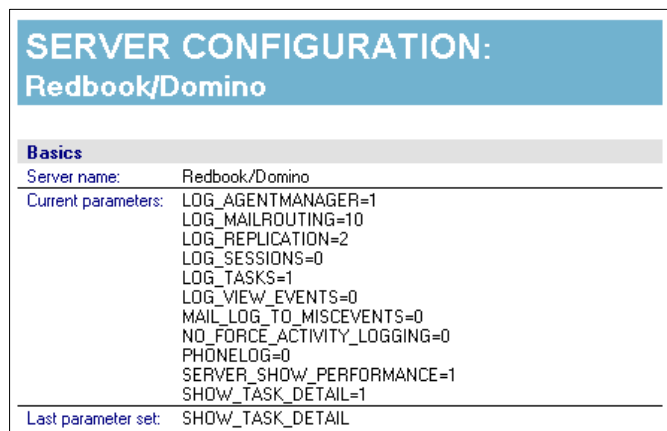 SERVER CONFIGURATION:
Redbook/Domino
Basics
Server name: Redbook/Domino
Current parameters: LOG_AGENTMANAGER=1
LOG_MAILROUTING=10
LOG_REPLICATION=2
LOG_SESSIONS=0
LOG_TASKS=1
LOG_VIEW_EVENTS=0
MAIL_LOG_TO_MISCEVENTS=0
NO_FORCE_ACTIVITY_LOGGING=0
PHONELOG=0
SERVER_SHOW_PERFORMANCE=1
SHOW_TASK_DETAIL=1
Last parameter set: SHOW_TASK_DETAIL